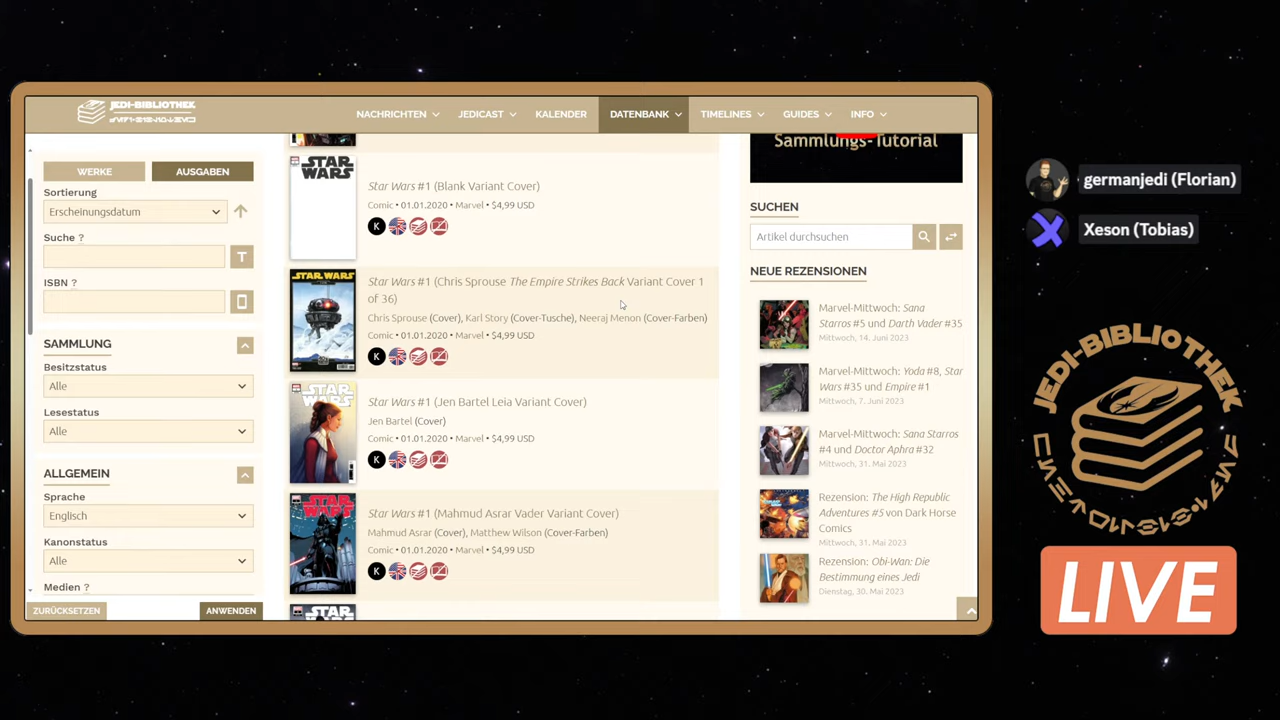 JEDI-BIBLIOTHEK
NACHRICHTEN
JEDICAST
KALENDER
DATENBANK
TIMELINES
GUIDES
INFO
WERKE
AUSGABEN
Sortierung
Erscheinungsdatum
Suche ?
T
ISBN ?
SAMMLUNG
Besitzstatus
Alle
Lesestatus
Alle
ALLGEMEIN
Sprache
Englisch
Kanonstatus
Alle
Medien ?
ZURÜCKSETZEN
ANWENDEN
STAR WARS
Star Wars #1 (Blank Variant Cover)
Comic • 01.01.2020 • Marvel • $4,99 USD
K
STAR WARS
Star Wars #1 (Chris Sprouse The Empire Strikes Back Variant Cover 1
of 36)
Chris Sprouse (Cover), Karl Story (Cover-Tusche), Neeraj Menon (Cover-Farben)
Comic • 01.01.2020 • Marvel • $4,99 USD
K
STAR WARS
Star Wars #1 (Jen Bartel Leia Variant Cover)
Jen Bartel (Cover)
Comic • 01.01.2020 • Marvel • $4,99 USD
K
STAR WARS
Star Wars #1 (Mahmud Asrar Vader Variant Cover)
Mahmud Asrar (Cover), Matthew Wilson (Cover-Farben)
Comic • 01.01.2020 • Marvel • $4,99 USD
K
Sammlungs-Tutorial
SUCHEN
Artikel durchsuchen
NEUE REZENSIONEN
Marvel-Mittwoch: Sana
Starros #5 und Darth Vader #35
Mittwoch, 14. Juni 2023
Marvel-Mittwoch: Yoda #8, Star
Wars #35 und Empire #1
Mittwoch, 7. Juni 2023
Marvel-Mittwoch: Sana Starros
#4 und Doctor Aphra #32
Mittwoch, 31. Mai 2023
Rezension: The High Republic
Adventures #5 von Dark Horse
Comics
Mittwoch, 31. Mai 2023
Rezension: Obi-Wan: Die
Bestimmung eines Jedi
Dienstag, 30. Mai 2023
germanjedi (Florian)
Xeson (Tobias)
JEDI-BIBLIOTHEK
LIVE